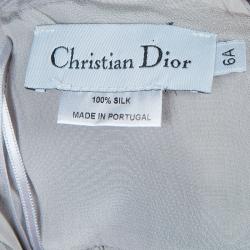 Christian Dior
6A
100% SILK
MADE IN PORTUGAL